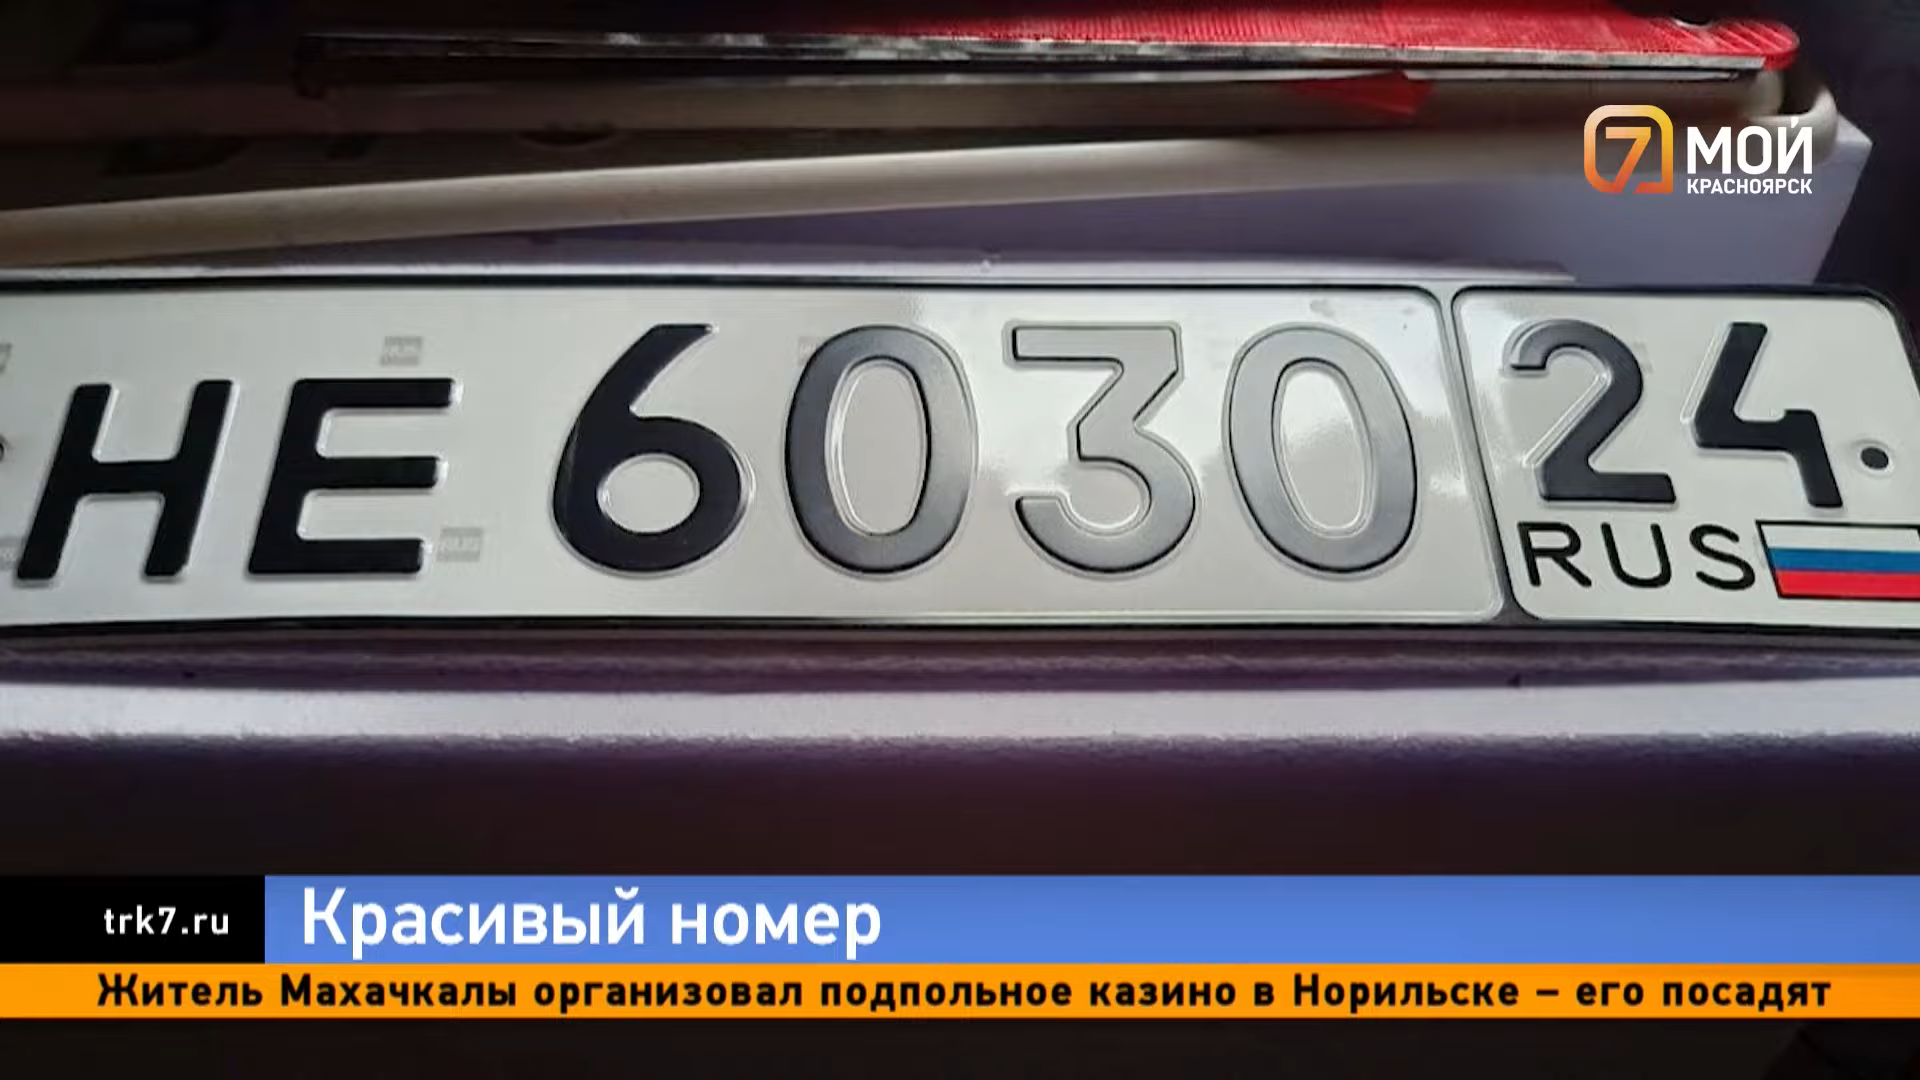 7 МОЙ
КРАСНОЯРСК
НЕ 6030 24
RUS
trk7.ru
Красивый номер
Житель Махачкалы организовал подпольное казино в Норильске – его посадят